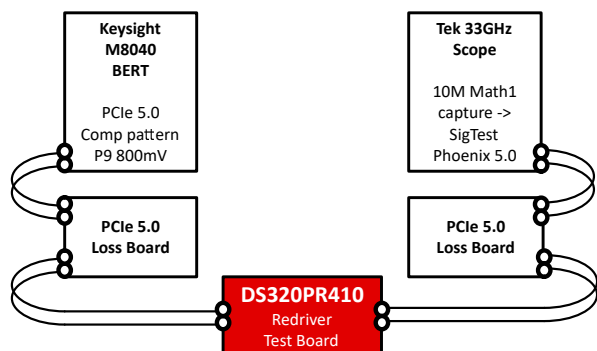 Keysight
M8040
BERT
PCIe 5.0
Comp pattern
P9 800mV
Tek 33GHz
Scope
10M Math1
capture ->
SigTest
Phoenix 5.0
PCIe 5.0
Loss Board
PCIe 5.0
Loss Board
DS320PR410
Redriver
Test Board